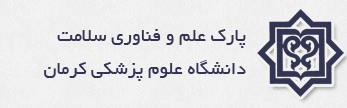 پارک علم و فناوری سلامت
دانشگاه علوم پزشکی کرمان